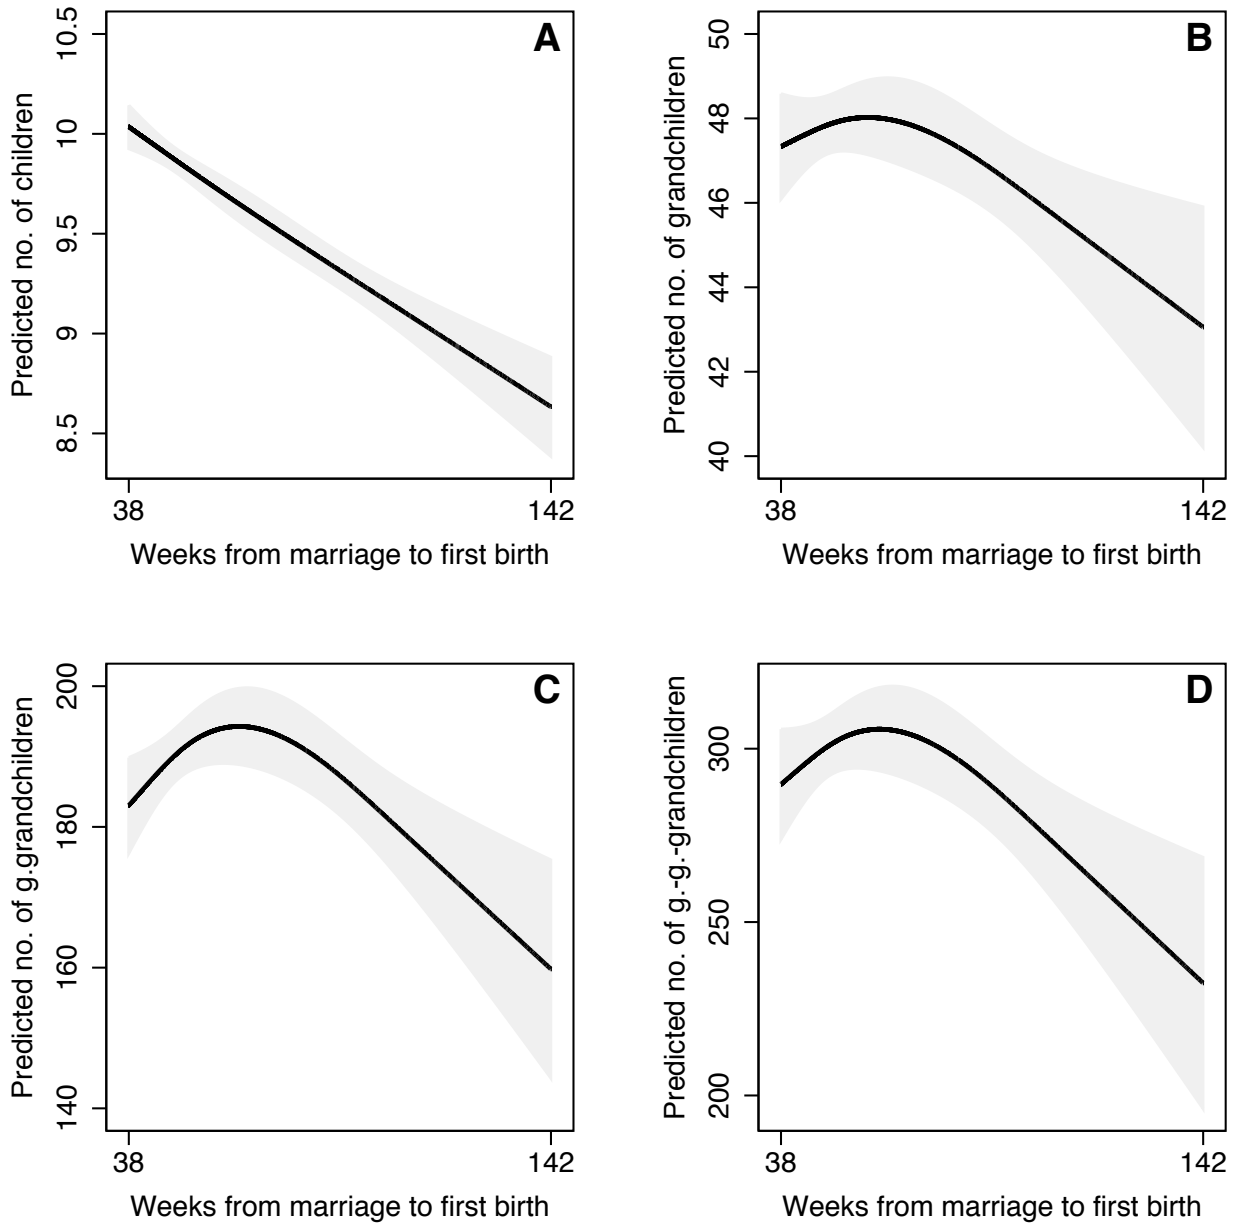 A
Predicted no. of children
10.5
10
9.5
9
8.5
38
142
Weeks from marriage to first birth
B
Predicted no. of grandchildren
50
48
46
44
42
40
38
142
Weeks from marriage to first birth
C
Predicted no. of g.grandchildren
200
180
160
140
38
142
Weeks from marriage to first birth
D
Predicted no. of g.-g.-grandchildren
300
250
200
38
142
Weeks from marriage to first birth